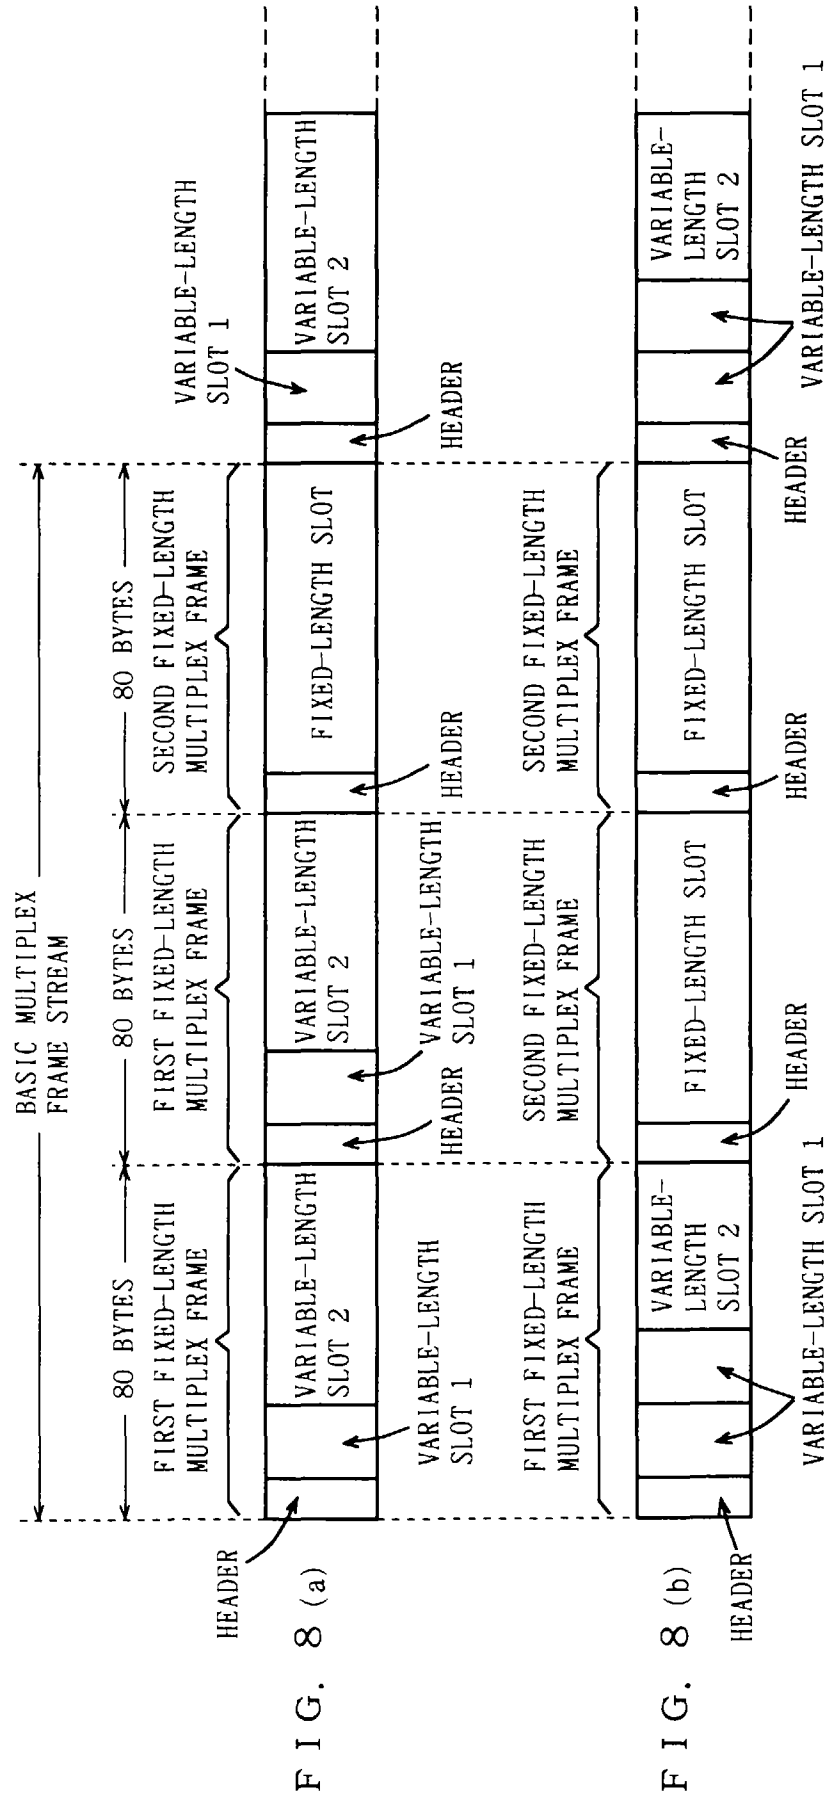 BASIC MULTIPLEX
FRAME STREAM
80 BYTES
80 BYTES
80 BYTES
FIRST FIXED-LENGTH
MULTIPLEX FRAME
FIRST FIXED-LENGTH
MULTIPLEX FRAME
SECOND FIXED-LENGTH
MULTIPLEX FRAME
VARIABLE-LENGTH
SLOT 1
HEADER
VARIABLE-LENGTH
SLOT 2
VARIABLE-LENGTH
SLOT 2
FIXED-LENGTH SLOT
VARIABLE-LENGTH
SLOT 2
FIG. 8 (a)
VARIABLE-LENGTH
SLOT 1
HEADER
VARIABLE-LENGTH
SLOT 1
HEADER
HEADER
FIRST FIXED-LENGTH
MULTIPLEX FRAME
SECOND FIXED-LENGTH
MULTIPLEX FRAME
SECOND FIXED-LENGTH
MULTIPLEX FRAME
VARIABLE-
LENGTH
SLOT 2
FIXED-LENGTH SLOT
FIXED-LENGTH SLOT
VARIABLE-
LENGTH
SLOT 2
FIG. 8 (b)
HEADER
HEADER
HEADER
HEADER
VARIABLE-LENGTH SLOT 1
VARIABLE-LENGTH SLOT 1